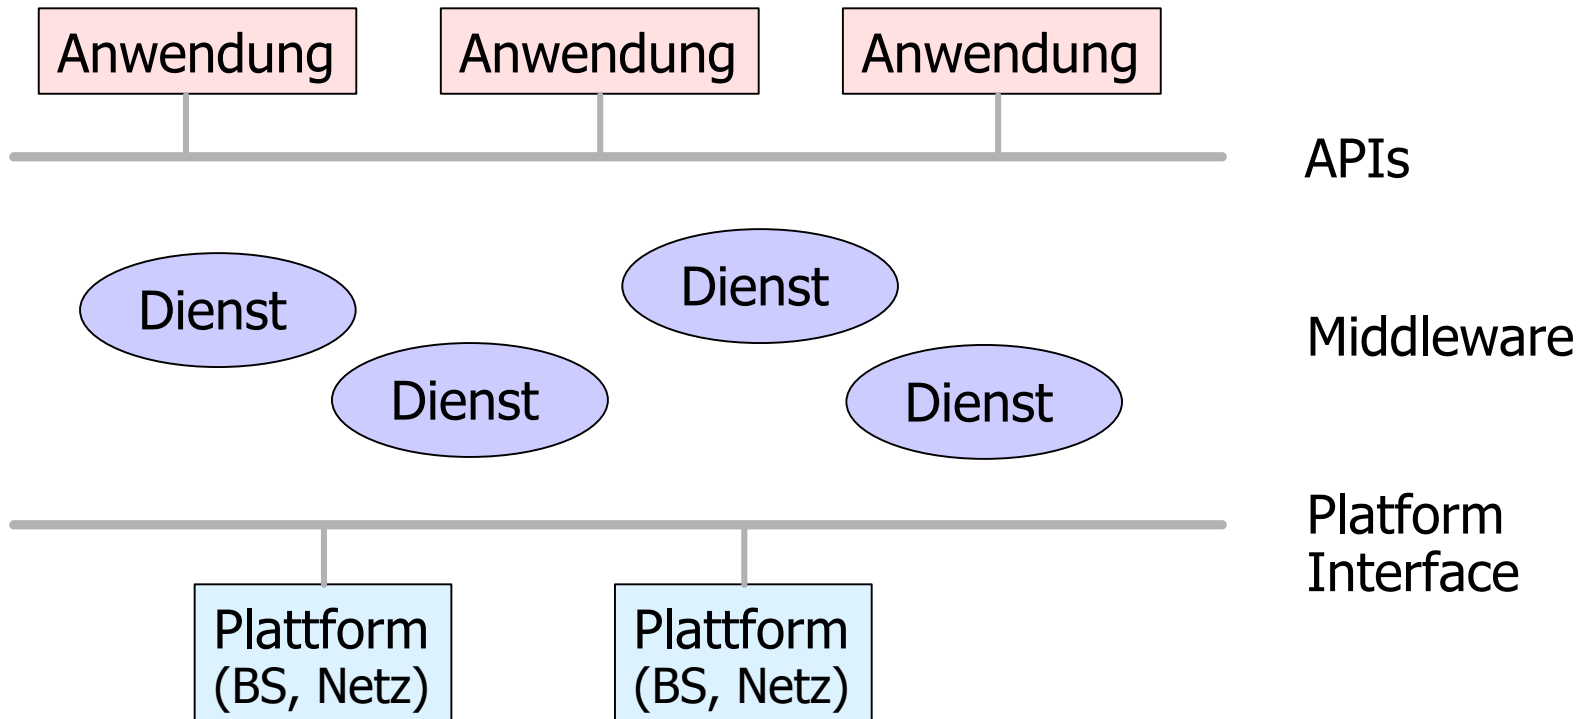 Anwendung
Anwendung
Anwendung
APIs
Dienst
Dienst
Dienst
Dienst
Middleware
Platform
Interface
Plattform
(BS, Netz)
Plattform
(BS, Netz)